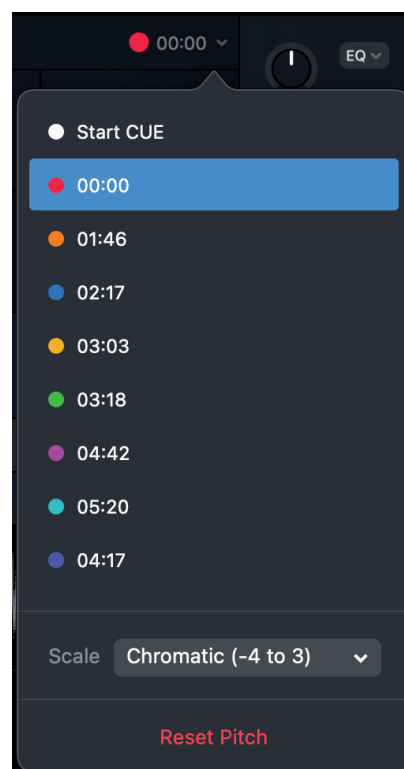 00:00
EQ
Start CUE
00:00
01:46
02:17
03:03
03:18
04:42
05:20
04:17
Scale Chromatic (-4 to 3)
Reset Pitch